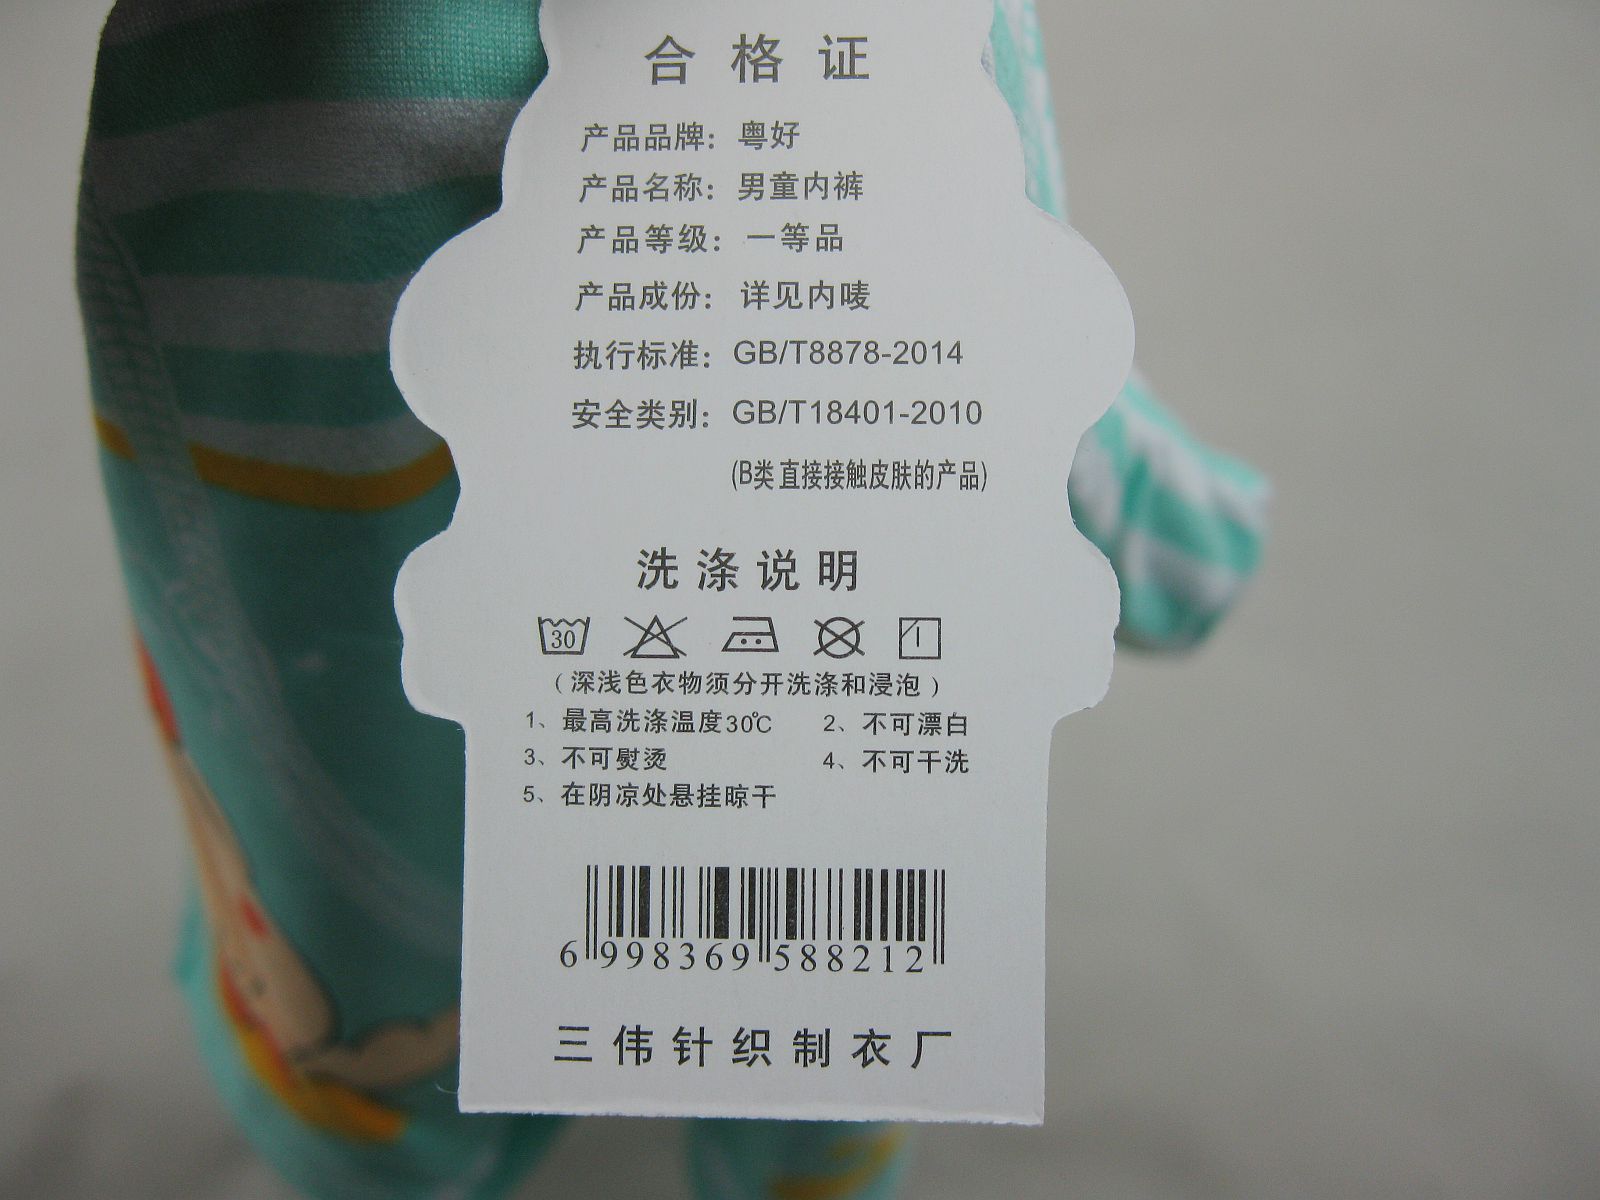 合格证
产品品牌：粤好
产品名称：男童内裤
产品等级：一等品
产品成份：详见内唛
执行标准：GB/T8878-2014
安全类别：GB/T18401-2010
(B类 直接接触皮肤的产品)
洗涤说明
30
（深浅色衣物须分开洗涤和浸泡）
1、最高洗涤温度30℃ 2、不可漂白
3、不可熨烫 4、不可干洗
5、在阴凉处悬挂晾干
6 998369 588212
三伟针织制衣厂